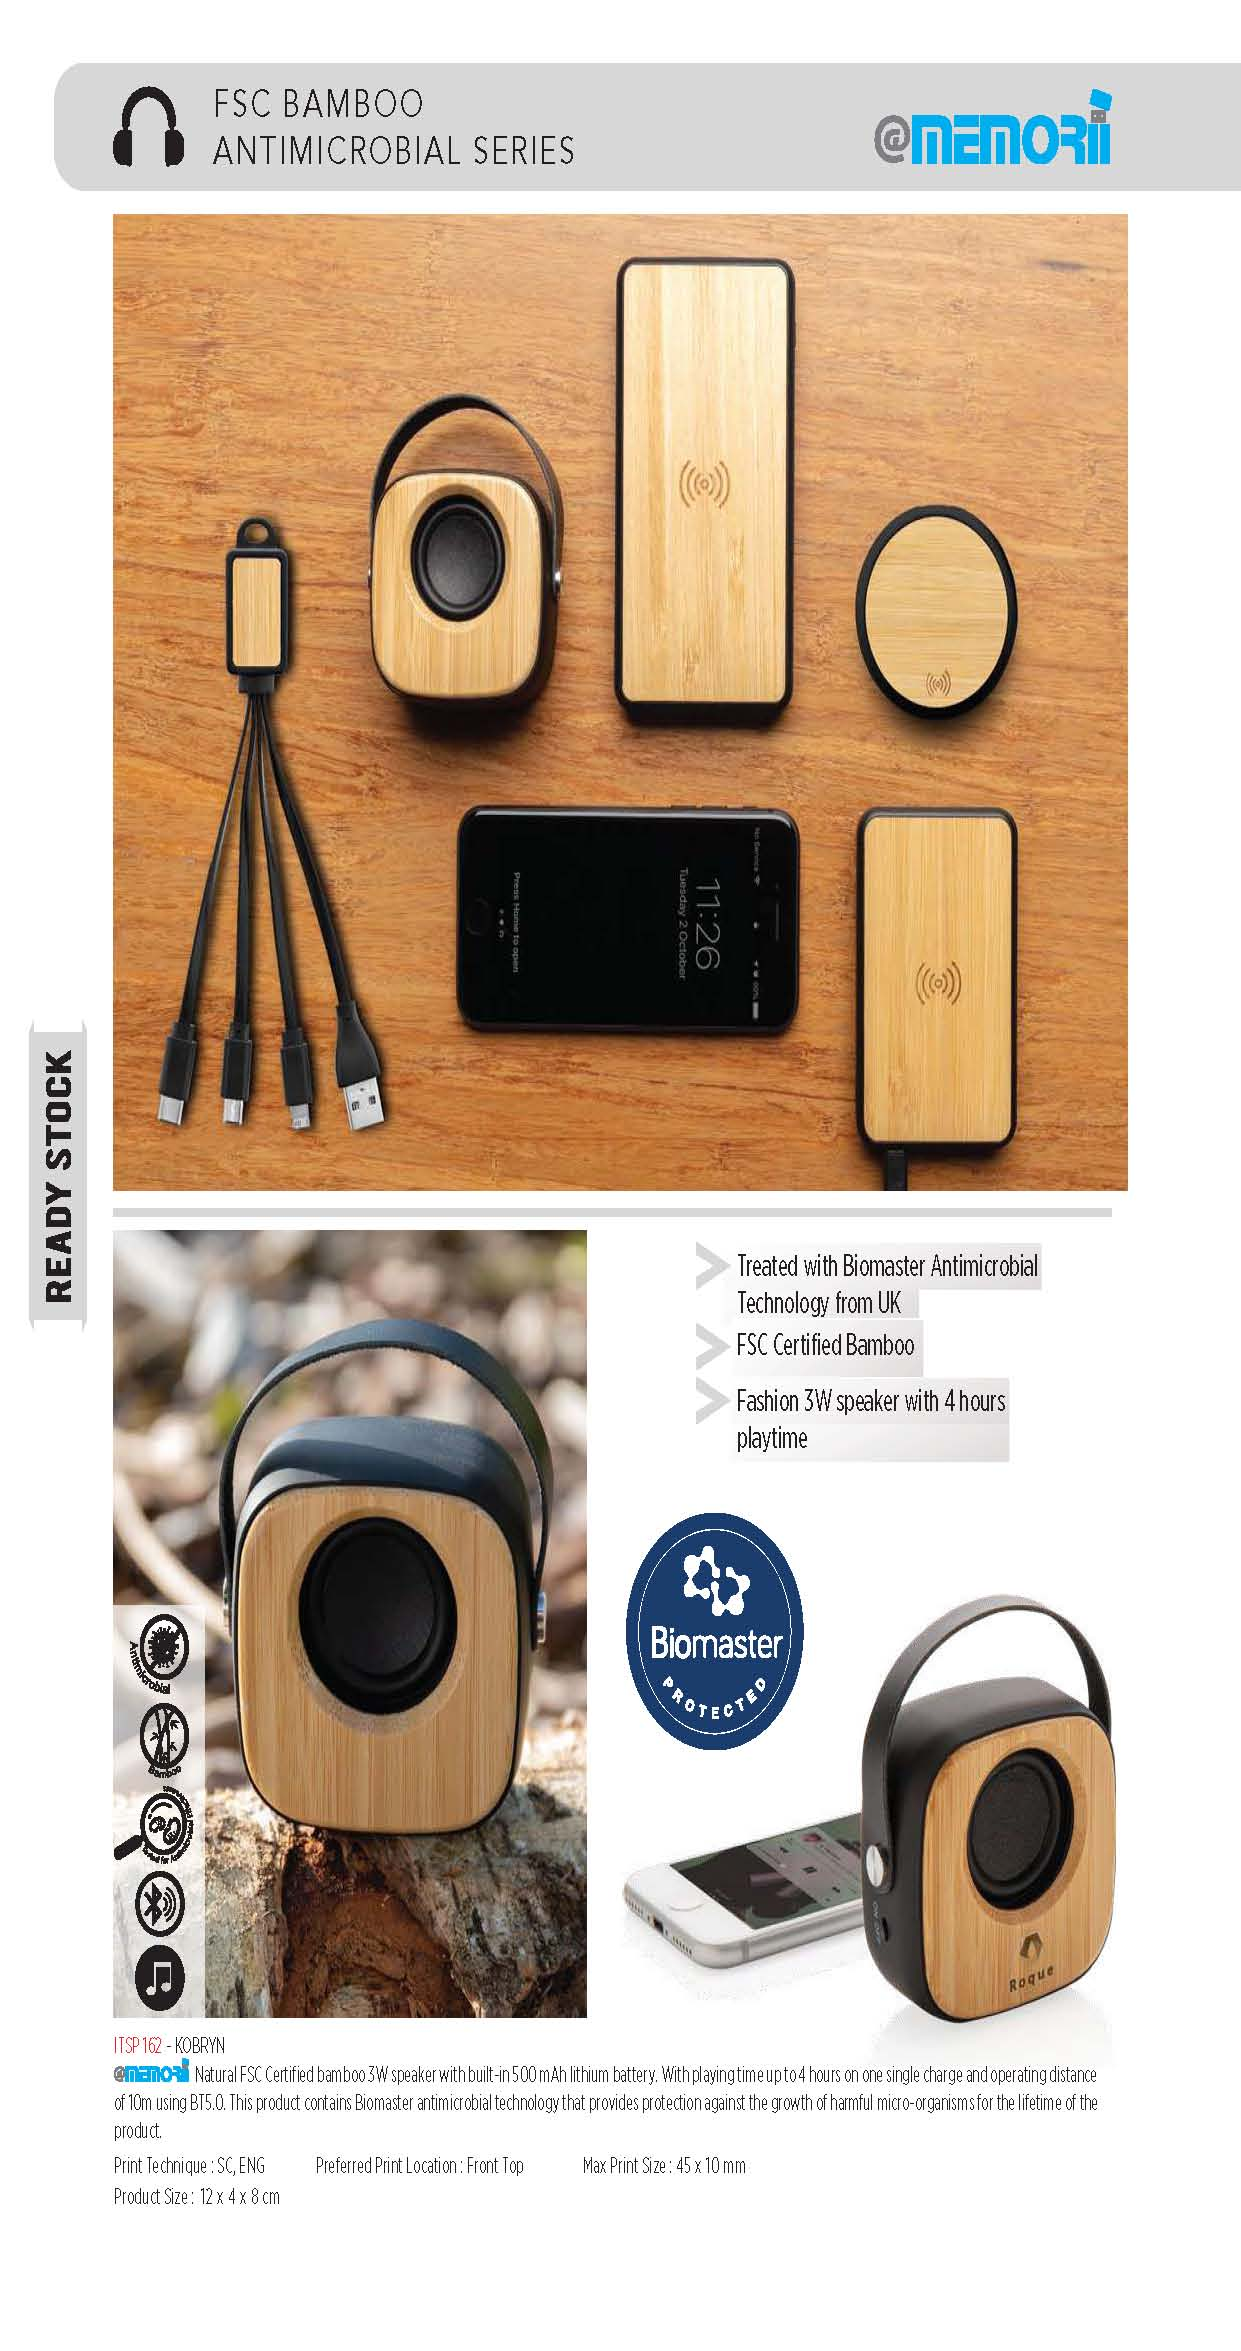 FSC BAMBOO
ANTIMICROBIAL SERIES
@MEMORII
No Service
11:26
Tuesday 2 October
Press Home to open
READY STOCK
Treated with Biomaster Antimicrobial
Technology from UK
FSC Certified Bamboo
Fashion 3W speaker with 4 hours
playtime
Biomaster
PROTECTED
Antimicrobial
Bamboo
Roque
ITSP 162 - KOBRYN
@MEMORII Natural FSC Certified bamboo 3W speaker with built-in 500 mAh lithium battery. With playing time up to 4 hours on one single charge and operating distance
of 10m using BT5.0. This product contains Biomaster antimicrobial technology that provides protection against the growth of harmful micro-organisms for the lifetime of the
product.
Print Technique : SC, ENG Preferred Print Location : Front Top Max Print Size : 45 x 10 mm
Product Size : 12 x 4 x 8 cm